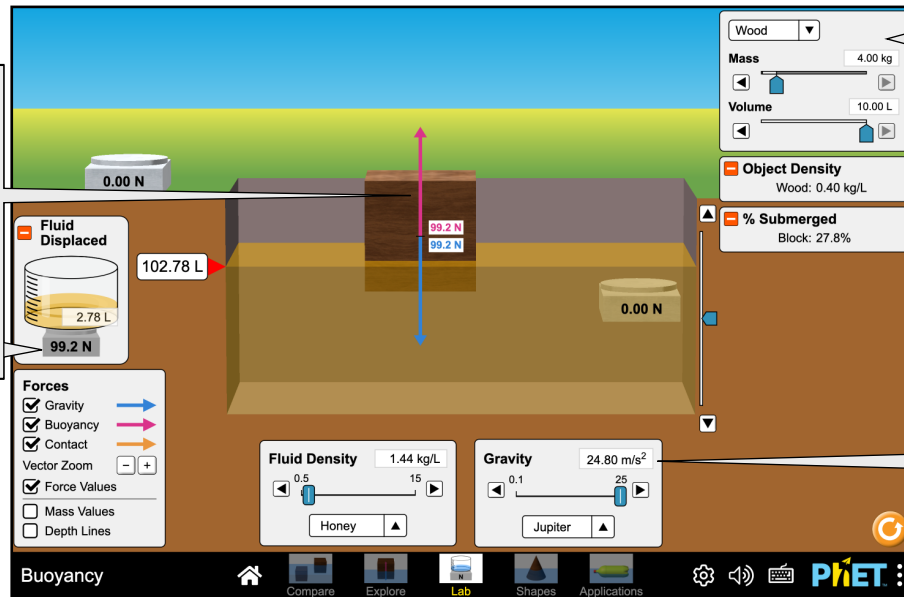 Wood
Mass
4.00 kg
Volume
10.00 L
Object Density
Wood: 0.40 kg/L
% Submerged
Block: 27.8%
0.00 N
99.2 N
99.2 N
Fluid
Displaced
102.78 L
2.78 L
99.2 N
0.00 N
Forces
Gravity
Buoyancy
Contact
Vector Zoom
Force Values
Mass Values
Depth Lines
Fluid Density
1.44 kg/L
0.5
15
Honey
Gravity
24.80 m/s²
0.1
25
Jupiter
Buoyancy
Compare
Explore
N
Lab
Shapes
Applications
PhET